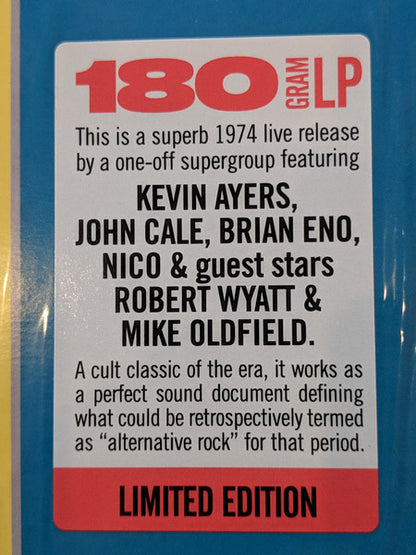 180 GRAM LP
This is a superb 1974 live release
by a one-off supergroup featuring
KEVIN AYERS,
JOHN CALE, BRIAN ENO,
NICO & guest stars
ROBERT WYATT &
MIKE OLDFIELD.
A cult classic of the era, it works as
a perfect sound document defining
what could be retrospectively termed
as “alternative rock” for that period.
LIMITED EDITION